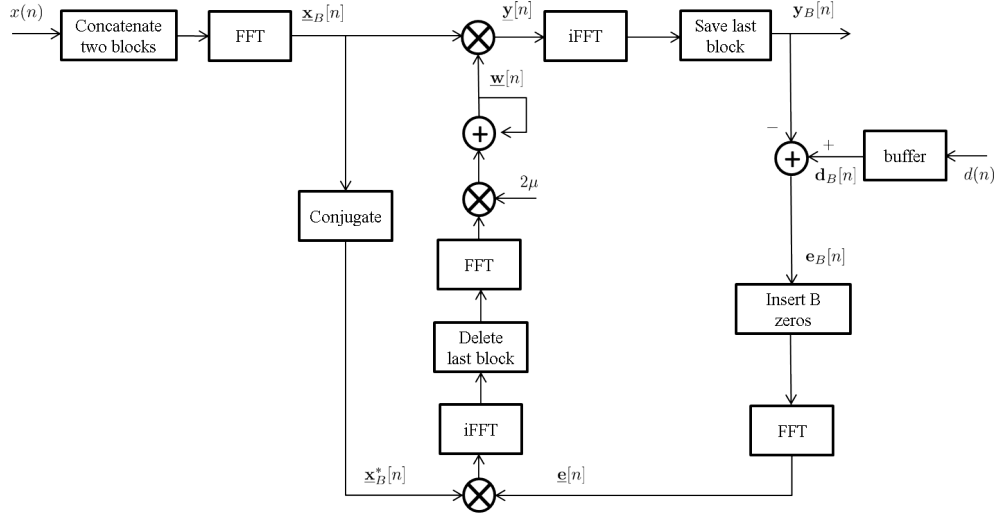 x(n)
Concatenate
two blocks
FFT
x_B[n]
y[n]
iFFT
Save last
block
y_B[n]
w[n]
+
−
+
+
buffer
d_B[n]
d(n)
2μ
Conjugate
FFT
e_B[n]
Insert B
zeros
Delete
last block
iFFT
FFT
x*_B[n]
e[n]